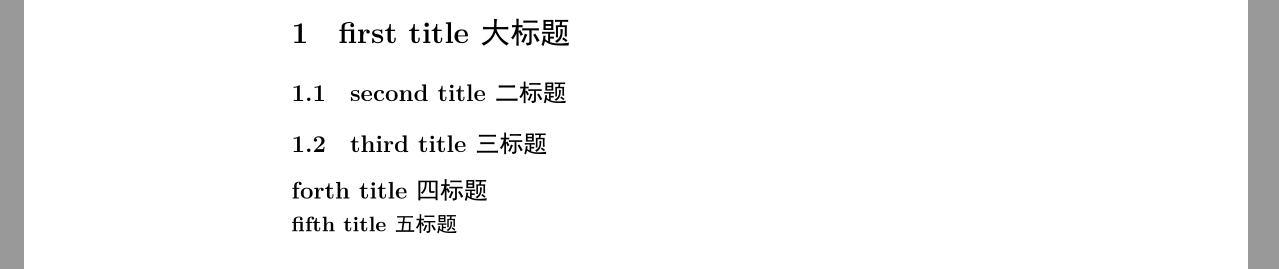 1 first title 大标题
1.1 second title 二标题
1.2 third title 三标题
forth title 四标题
fifth title 五标题